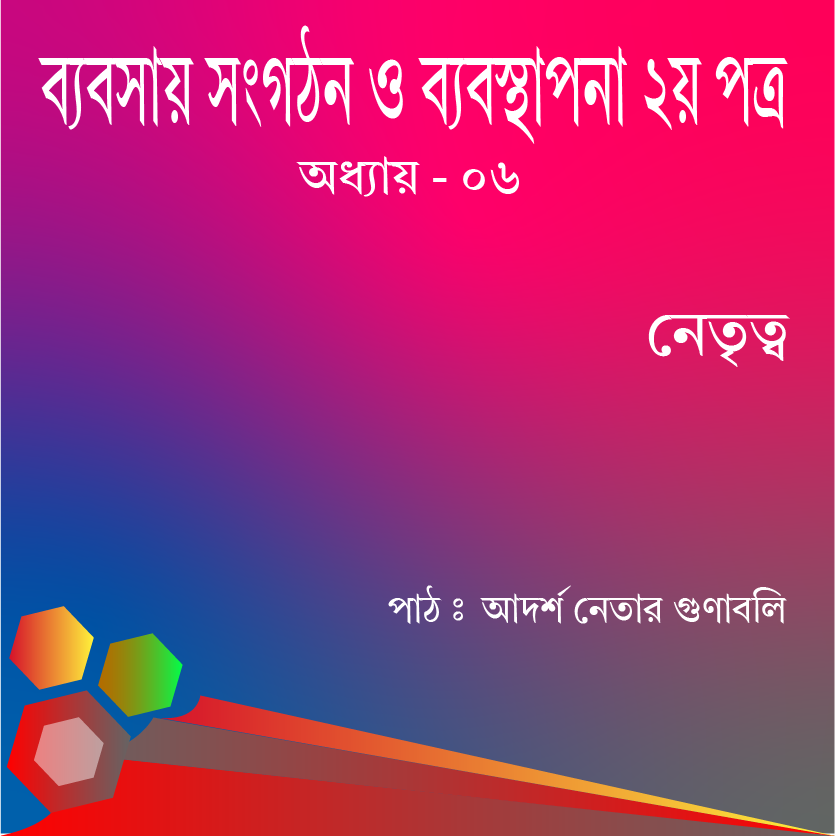 ব্যবসায় সংগঠন ও ব্যবস্থাপনা ২য় পত্র
অধ্যায় - ০৬
নেতৃত্ব
পাঠ ঃ আদর্শ নেতার গুণাবলি